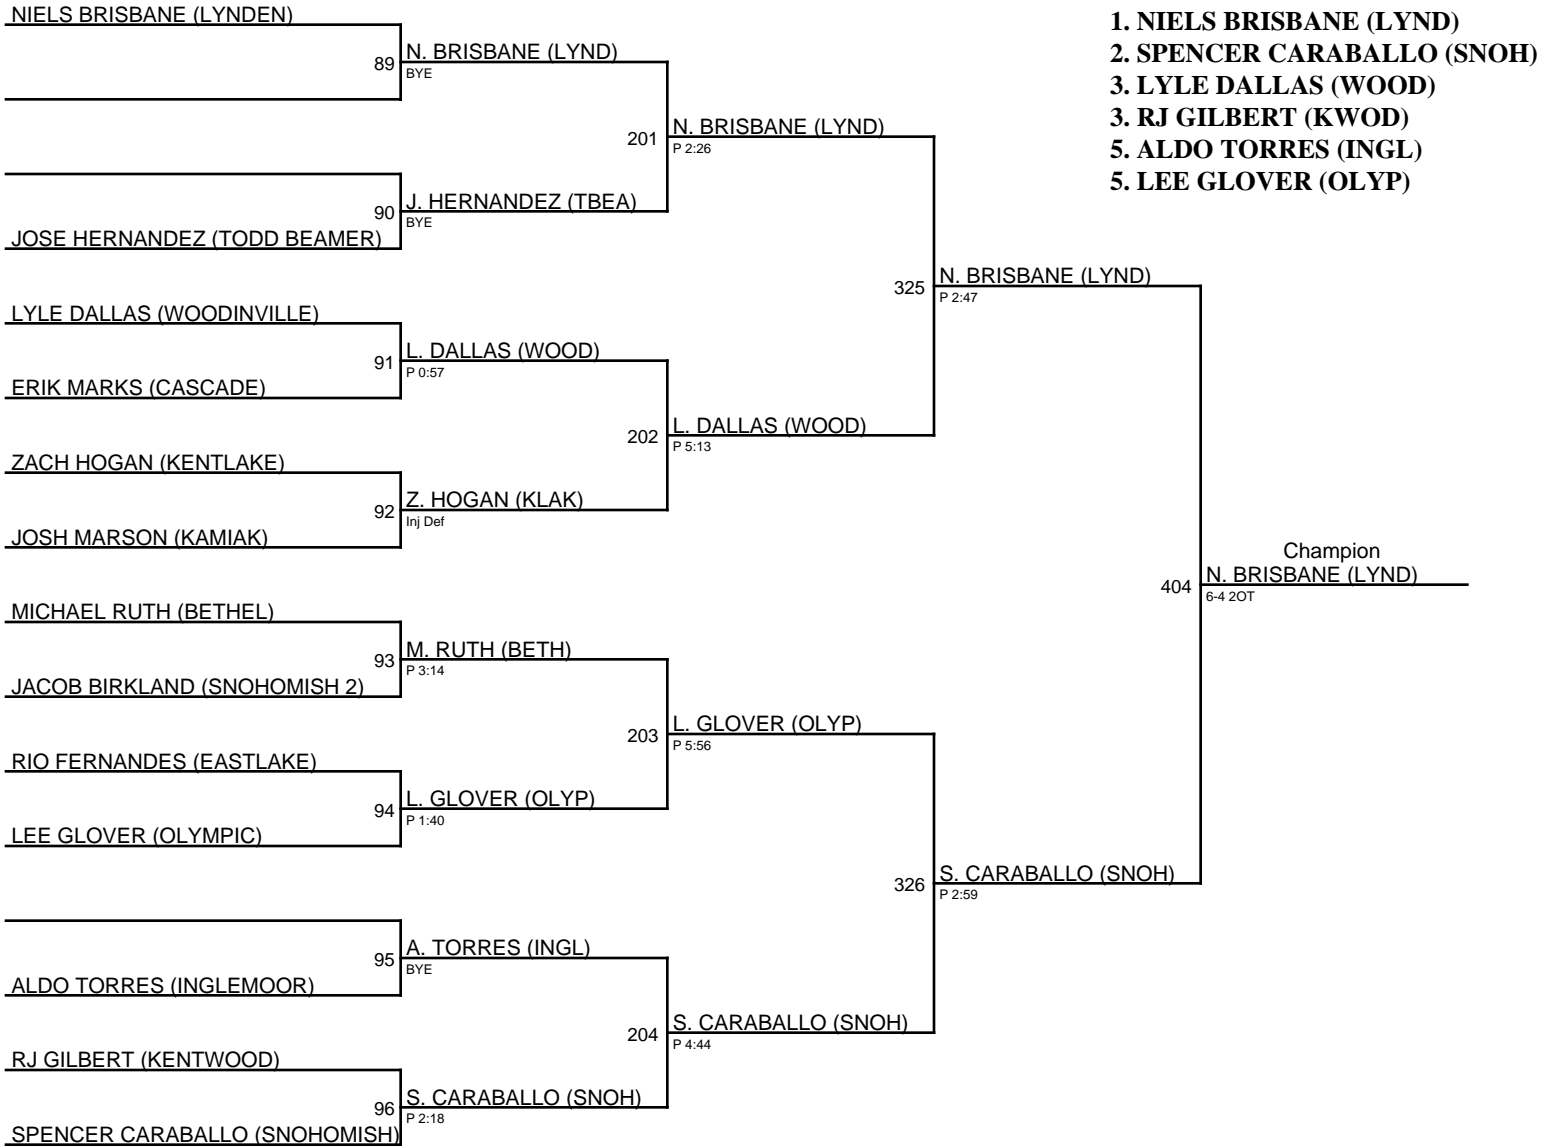 NIELS BRISBANE (LYNDEN)
89
N. BRISBANE (LYND)
BYE
201
N. BRISBANE (LYND)
P 2:26
90
J. HERNANDEZ (TBEA)
BYE
JOSE HERNANDEZ (TODD BEAMER)
325
N. BRISBANE (LYND)
P 2:47
LYLE DALLAS (WOODINVILLE)
91
L. DALLAS (WOOD)
P 0:57
ERIK MARKS (CASCADE)
202
L. DALLAS (WOOD)
P 5:13
ZACH HOGAN (KENTLAKE)
92
Z. HOGAN (KLAK)
Inj Def
JOSH MARSON (KAMIAK)
404
Champion
N. BRISBANE (LYND)
6-4 2OT
MICHAEL RUTH (BETHEL)
93
M. RUTH (BETH)
P 3:14
JACOB BIRKLAND (SNOHOMISH 2)
203
L. GLOVER (OLYP)
P 5:56
RIO FERNANDES (EASTLAKE)
94
L. GLOVER (OLYP)
P 1:40
LEE GLOVER (OLYMPIC)
326
S. CARABALLO (SNOH)
P 2:59
95
A. TORRES (INGL)
BYE
ALDO TORRES (INGLEMOOR)
204
S. CARABALLO (SNOH)
P 4:44
RJ GILBERT (KENTWOOD)
96
S. CARABALLO (SNOH)
P 2:18
SPENCER CARABALLO (SNOHOMISH)
1. NIELS BRISBANE (LYND)
2. SPENCER CARABALLO (SNOH)
3. LYLE DALLAS (WOOD)
3. RJ GILBERT (KWOD)
5. ALDO TORRES (INGL)
5. LEE GLOVER (OLYP)